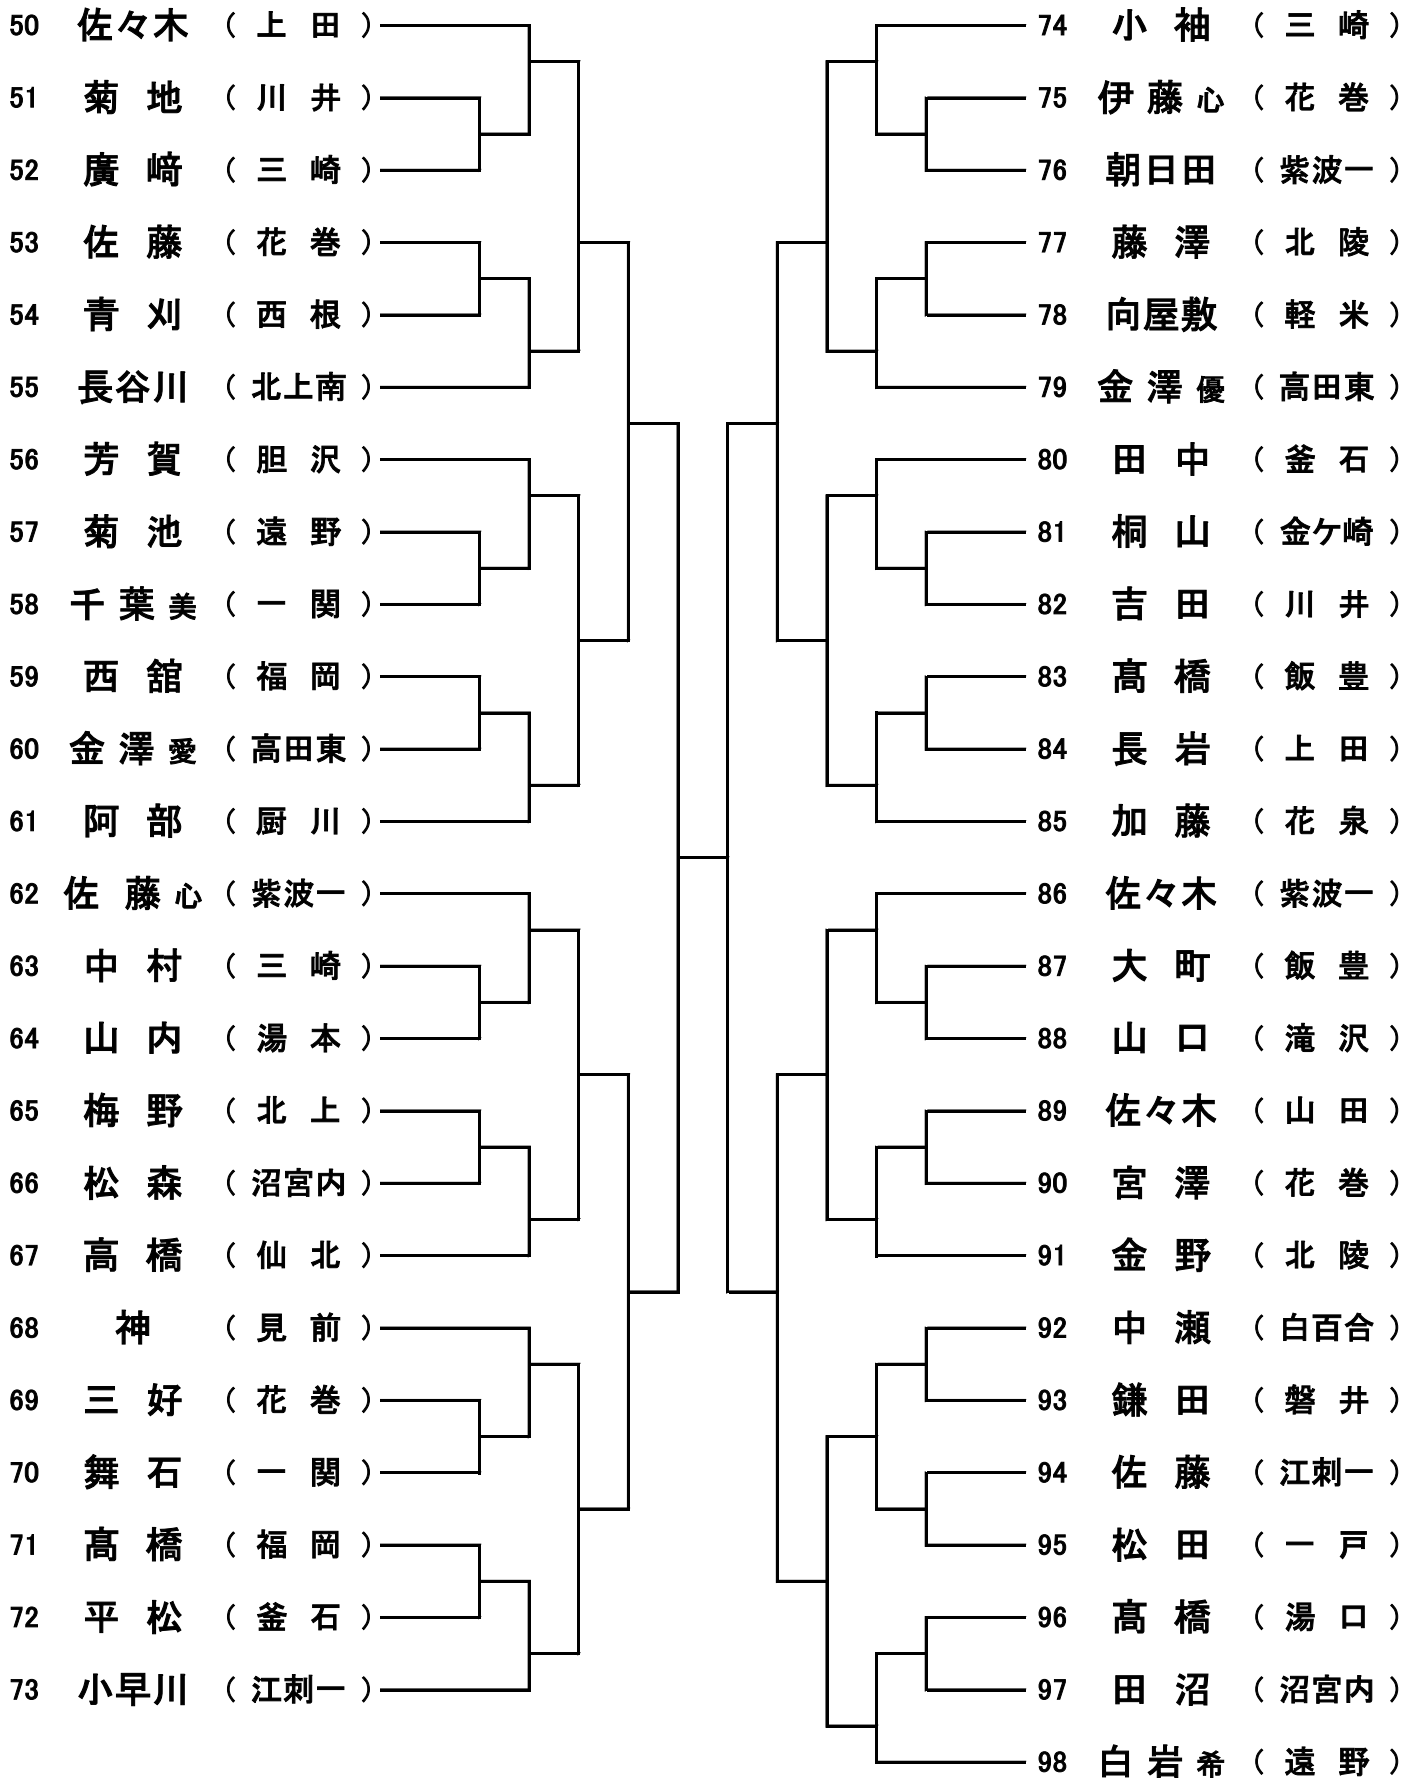 50 佐々木 （ 上 田 ）
51 菊 地 （ 川 井 ）
52 廣 﨑 （ 三 崎 ）
53 佐 藤 （ 花 巻 ）
54 青 刈 （ 西 根 ）
55 長谷川 （ 北上南 ）
56 芳 賀 （ 胆 沢 ）
57 菊 池 （ 遠 野 ）
58 千 葉 美 （ 一 関 ）
59 西 舘 （ 福 岡 ）
60 金 澤 愛 （ 高田東 ）
61 阿 部 （ 厨 川 ）
62 佐 藤 心 （ 紫波一 ）
63 中 村 （ 三 崎 ）
64 山 内 （ 湯 本 ）
65 梅 野 （ 北 上 ）
66 松 森 （ 沼宮内 ）
67 高 橋 （ 仙 北 ）
68 神 （ 見 前 ）
69 三 好 （ 花 巻 ）
70 舞 石 （ 一 関 ）
71 髙 橋 （ 福 岡 ）
72 平 松 （ 釜 石 ）
73 小早川 （ 江刺一 ）
74 小 袖 （ 三 崎 ）
75 伊 藤 心 （ 花 巻 ）
76 朝日田 （ 紫波一 ）
77 藤 澤 （ 北 陵 ）
78 向屋敷 （ 軽 米 ）
79 金 澤 優 （ 高田東 ）
80 田 中 （ 釜 石 ）
81 桐 山 （ 金ケ崎 ）
82 吉 田 （ 川 井 ）
83 髙 橋 （ 飯 豊 ）
84 長 岩 （ 上 田 ）
85 加 藤 （ 花 泉 ）
86 佐々木 （ 紫波一 ）
87 大 町 （ 飯 豊 ）
88 山 口 （ 滝 沢 ）
89 佐々木 （ 山 田 ）
90 宮 澤 （ 花 巻 ）
91 金 野 （ 北 陵 ）
92 中 瀬 （ 白百合 ）
93 鎌 田 （ 磐 井 ）
94 佐 藤 （ 江刺一 ）
95 松 田 （ 一 戸 ）
96 髙 橋 （ 湯 口 ）
97 田 沼 （ 沼宮内 ）
98 白 岩 希 （ 遠 野 ）